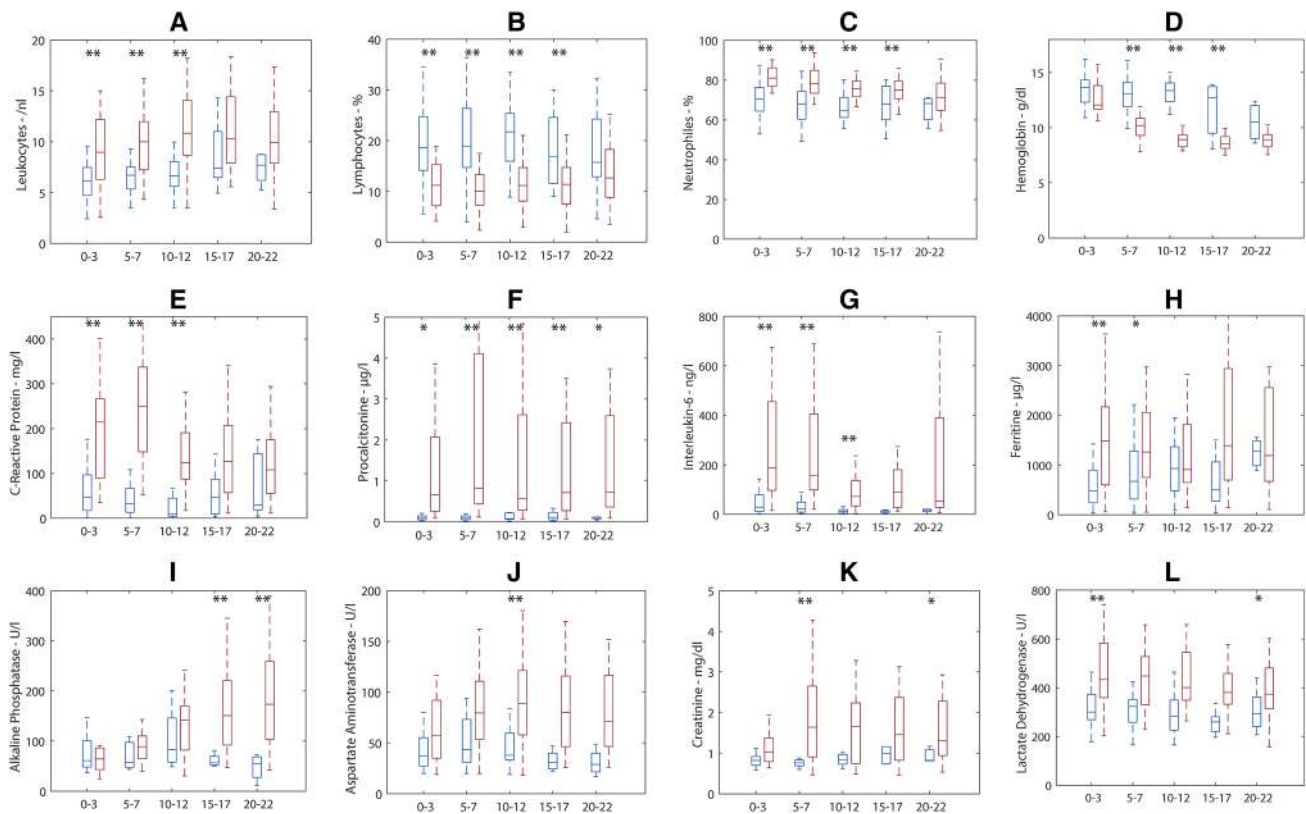 A
Leukocytes - /nl
20
** ** **
15
10
5
0
0-3 5-7 10-12 15-17 20-22
B
Lymphocytes - %
40
** ** ** **
30
20
10
0
0-3 5-7 10-12 15-17 20-22
C
Neutrophiles - %
100
** ** ** **
80
60
40
20
0
0-3 5-7 10-12 15-17 20-22
D
Hemoglobin - g/dl
** ** **
15
10
5
0
0-3 5-7 10-12 15-17 20-22
E
C-Reactive Protein - mg/l
** ** **
400
300
200
100
0
0-3 5-7 10-12 15-17 20-22
F
Procalcitonine - µg/l
5
* ** ** ** *
4
3
2
1
0
0-3 5-7 10-12 15-17 20-22
G
Interleukin-6 - ng/l
800
** ** **
600
400
200
0
0-3 5-7 10-12 15-17 20-22
H
Ferritine - µg/l
4000
** *
3000
2000
1000
0
0-3 5-7 10-12 15-17 20-22
I
Alkaline Phosphatase - U/l
400
** **
300
200
100
0
0-3 5-7 10-12 15-17 20-22
J
Aspartate Aminotransferase - U/l
200
**
150
100
50
0
0-3 5-7 10-12 15-17 20-22
K
Creatinine - mg/dl
5
** *
4
3
2
1
0
0-3 5-7 10-12 15-17 20-22
L
Lactate Dehydrogenase - U/l
800
** *
600
400
200
0
0-3 5-7 10-12 15-17 20-22